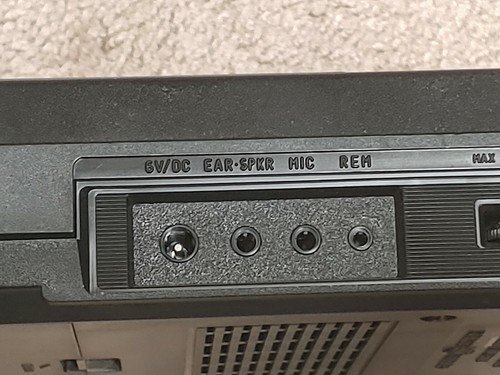 6V/DC EAR·SPKR MIC REM MAX